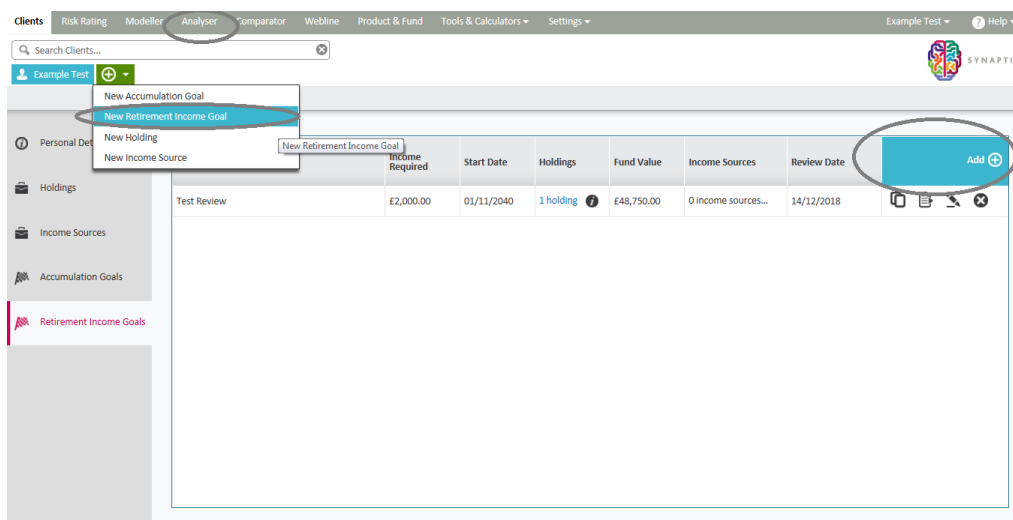 Clients Risk Rating Modeller Analyser Comparator Webline Product & Fund Tools & Calculators Settings Example Test Help
Search Clients...
SYNAPTI
Example Test
New Accumulation Goal
New Retirement Income Goal
New Holding
New Retirement Income Goal
New Income Source
Personal Det
Holdings
Income Sources
Accumulation Goals
Retirement Income Goals
Income Required Start Date Holdings Fund Value Income Sources Review Date Add
Test Review £2,000.00 01/11/2040 1 holding £48,750.00 0 income sources... 14/12/2018